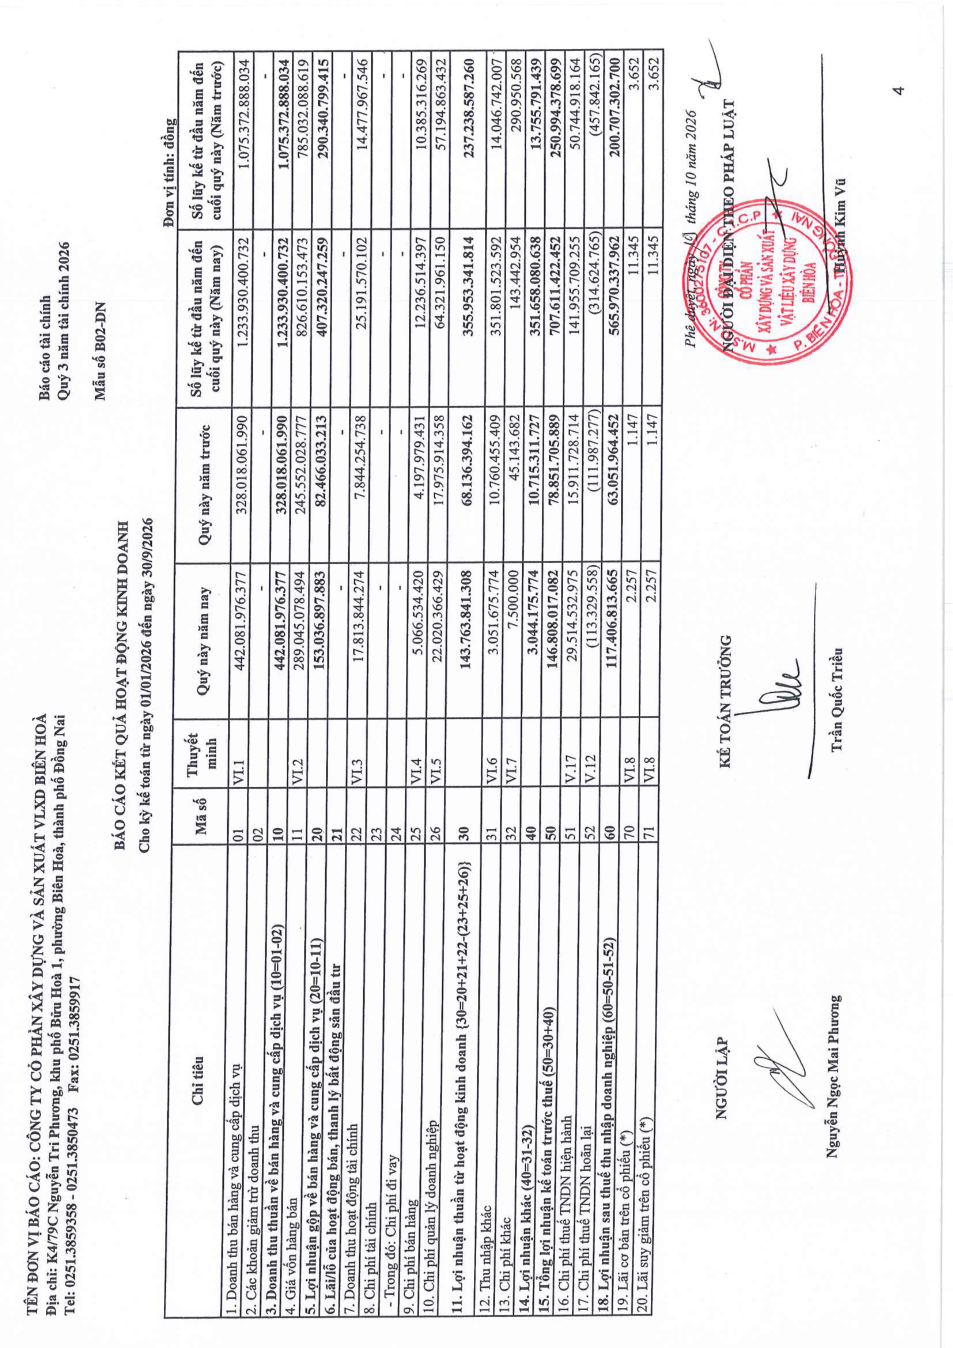 TÊN ĐƠN VỊ BÁO CÁO: CÔNG TY CỔ PHẦN XÂY DỰNG VÀ SẢN XUẤT VLXD BIÊN HOÀ
Địa chỉ: K4/79C Nguyễn Tri Phương, khu phố Bửu Hoà 1, phường Biên Hoà, thành phố Đồng Nai
Tel: 0251.3859358 - 0251.3850473 Fax: 0251.3859917
Báo cáo tài chính
Quý 3 năm tài chính 2026
Mẫu số B02-DN
BÁO CÁO KẾT QUẢ HOẠT ĐỘNG KINH DOANH
Cho kỳ kế toán từ ngày 01/01/2026 đến ngày 30/9/2026
Đơn vị tính: đồng
Chỉ tiêu Mã số Thuyết minh Quý này năm nay Quý này năm trước Số lũy kế từ đầu năm đến cuối quý này (Năm nay) Số lũy kế từ đầu năm đến cuối quý này (Năm trước)
1. Doanh thu bán hàng và cung cấp dịch vụ 01 VI.1 442.081.976.377 328.018.061.990 1.233.930.400.732 1.075.372.888.034
2. Các khoản giảm trừ doanh thu 02 - - - -
3. Doanh thu thuần về bán hàng và cung cấp dịch vụ (10=01-02) 10 442.081.976.377 328.018.061.990 1.233.930.400.732 1.075.372.888.034
4. Giá vốn hàng bán 11 VI.2 289.045.078.494 245.552.028.777 826.610.153.473 785.032.088.619
5. Lợi nhuận gộp về bán hàng và cung cấp dịch vụ (20=10-11) 20 153.036.897.883 82.466.033.213 407.320.247.259 290.340.799.415
6. Lãi/lỗ của hoạt động bán, thanh lý bất động sản đầu tư 21 - - - -
7. Doanh thu hoạt động tài chính 22 VI.3 17.813.844.274 7.844.254.738 25.191.570.102 14.477.967.546
8. Chi phí tài chính 23 - - - -
- Trong đó: Chi phí đi vay 24 - - - -
9. Chi phí bán hàng 25 VI.4 5.066.534.420 4.197.979.431 12.236.514.397 10.385.316.269
10. Chi phí quản lý doanh nghiệp 26 VI.5 22.020.366.429 17.975.914.358 64.321.961.150 57.194.863.432
11. Lợi nhuận thuần từ hoạt động kinh doanh {30=20+21+22-(23+25+26)} 30 143.763.841.308 68.136.394.162 355.953.341.814 237.238.587.260
12. Thu nhập khác 31 VI.6 3.051.675.774 10.760.455.409 351.801.523.592 14.046.742.007
13. Chi phí khác 32 VI.7 7.500.000 45.143.682 143.442.954 290.950.568
14. Lợi nhuận khác (40=31-32) 40 3.044.175.774 10.715.311.727 351.658.080.638 13.755.791.439
15. Tổng lợi nhuận kế toán trước thuế (50=30+40) 50 146.808.017.082 78.851.705.889 707.611.422.452 250.994.378.699
16. Chi phí thuế TNDN hiện hành 51 V.17 29.514.532.975 15.911.728.714 141.955.709.255 50.744.918.164
17. Chi phí thuế TNDN hoãn lại 52 V.12 (113.329.558) (111.987.277) (314.624.765) (457.842.165)
18. Lợi nhuận sau thuế thu nhập doanh nghiệp (60=50-51-52) 60 117.406.813.665 63.051.964.452 565.970.337.962 200.707.302.700
19. Lãi cơ bản trên cổ phiếu (*) 70 VI.8 2.257 1.147 11.345 3.652
20. Lãi suy giảm trên cổ phiếu (*) 71 VI.8 2.257 1.147 11.345 3.652
Phê duyệt, ngày tháng 10 năm 2026
NGƯỜI LẬP KẾ TOÁN TRƯỞNG NGƯỜI ĐẠI DIỆN THEO PHÁP LUẬT
M.S.D.N: 3600275107 - C.T.C.P
CÔNG TY
CỔ PHẦN
XÂY DỰNG VÀ SẢN XUẤT
VẬT LIỆU XÂY DỰNG
BIÊN HÒA
P. BIÊN HÒA - TP. ĐỒNG NAI
Nguyễn Ngọc Mai Phương Trần Quốc Triều Huỳnh Kim Vũ
4